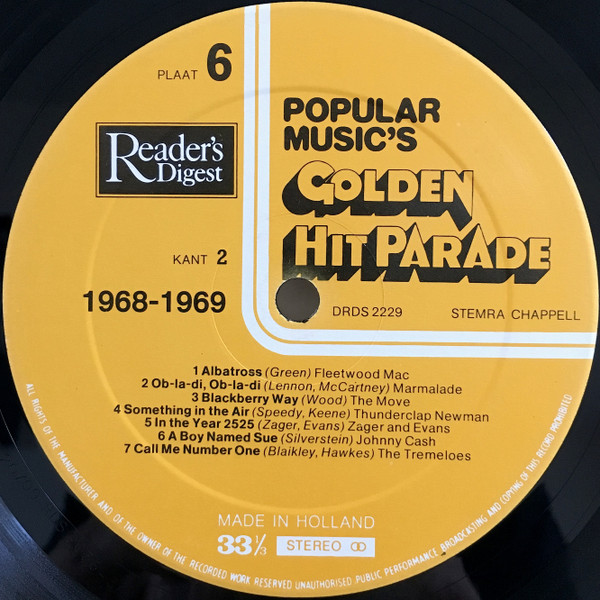 PLAAT 6
Reader's
Digest
KANT 2
1968-1969
POPULAR
MUSIC'S
GOLDEN
HIT PARADE
DRDS 2229 STEMRA CHAPPELL
1 Albatross (Green) Fleetwood Mac
2 Ob-la-di, Ob-la-di (Lennon, McCartney) Marmalade
3 Blackberry Way (Wood) The Move
4 Something in the Air (Speedy, Keene) Thunderclap Newman
5 In the Year 2525 (Zager, Evans) Zager and Evans
6 A Boy Named Sue (Silverstein) Johnny Cash
7 Call Me Number One (Blaikley, Hawkes) The Tremeloes
MADE IN HOLLAND
33 1/3 STEREO
ALL RIGHTS OF THE MANUFACTURER AND OF THE OWNER OF THE RECORDED WORK RESERVED UNAUTHORISED PUBLIC PERFORMANCE BROADCASTING AND COPYING OF THIS RECORD PROHIBITED